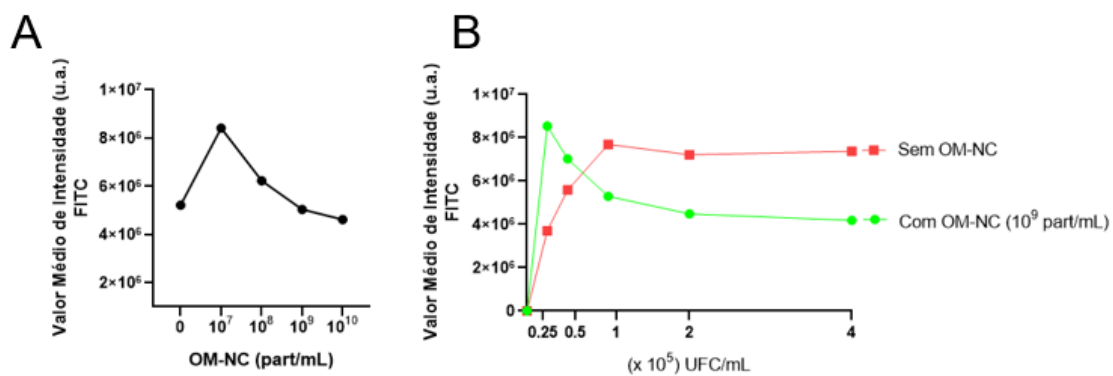 A
Valor Médio de Intensidade (u.a.)
FITC
1×10⁷
8×10⁶
6×10⁶
4×10⁶
2×10⁶
0 10⁷ 10⁸ 10⁹ 10¹⁰
OM-NC (part/mL)
B
Valor Médio de Intensidade (u.a.)
FITC
1×10⁷
8×10⁶
6×10⁶
4×10⁶
2×10⁶
0
0.25 0.5 1 2 4
(x 10⁵) UFC/mL
Sem OM-NC
Com OM-NC (10⁹ part/mL)